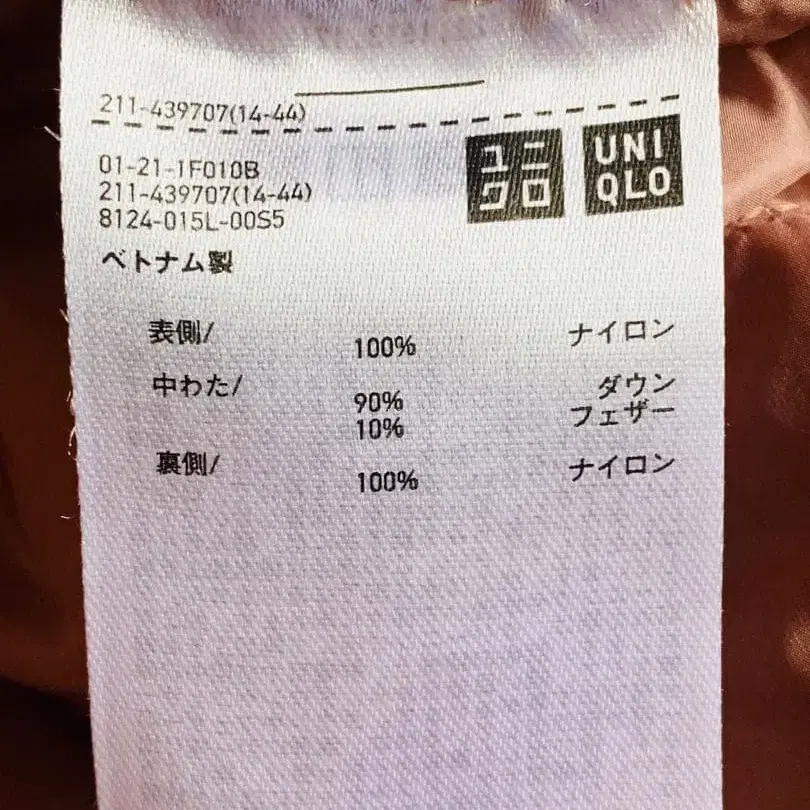 211-439707(14-44)
01-21-1F010B
211-439707(14-44)
8124-015L-00S5
ユニ
クロ
UNI
QLO
ベトナム製
表側/ 100% ナイロン
中わた/ 90% ダウン
10% フェザー
裏側/ 100% ナイロン